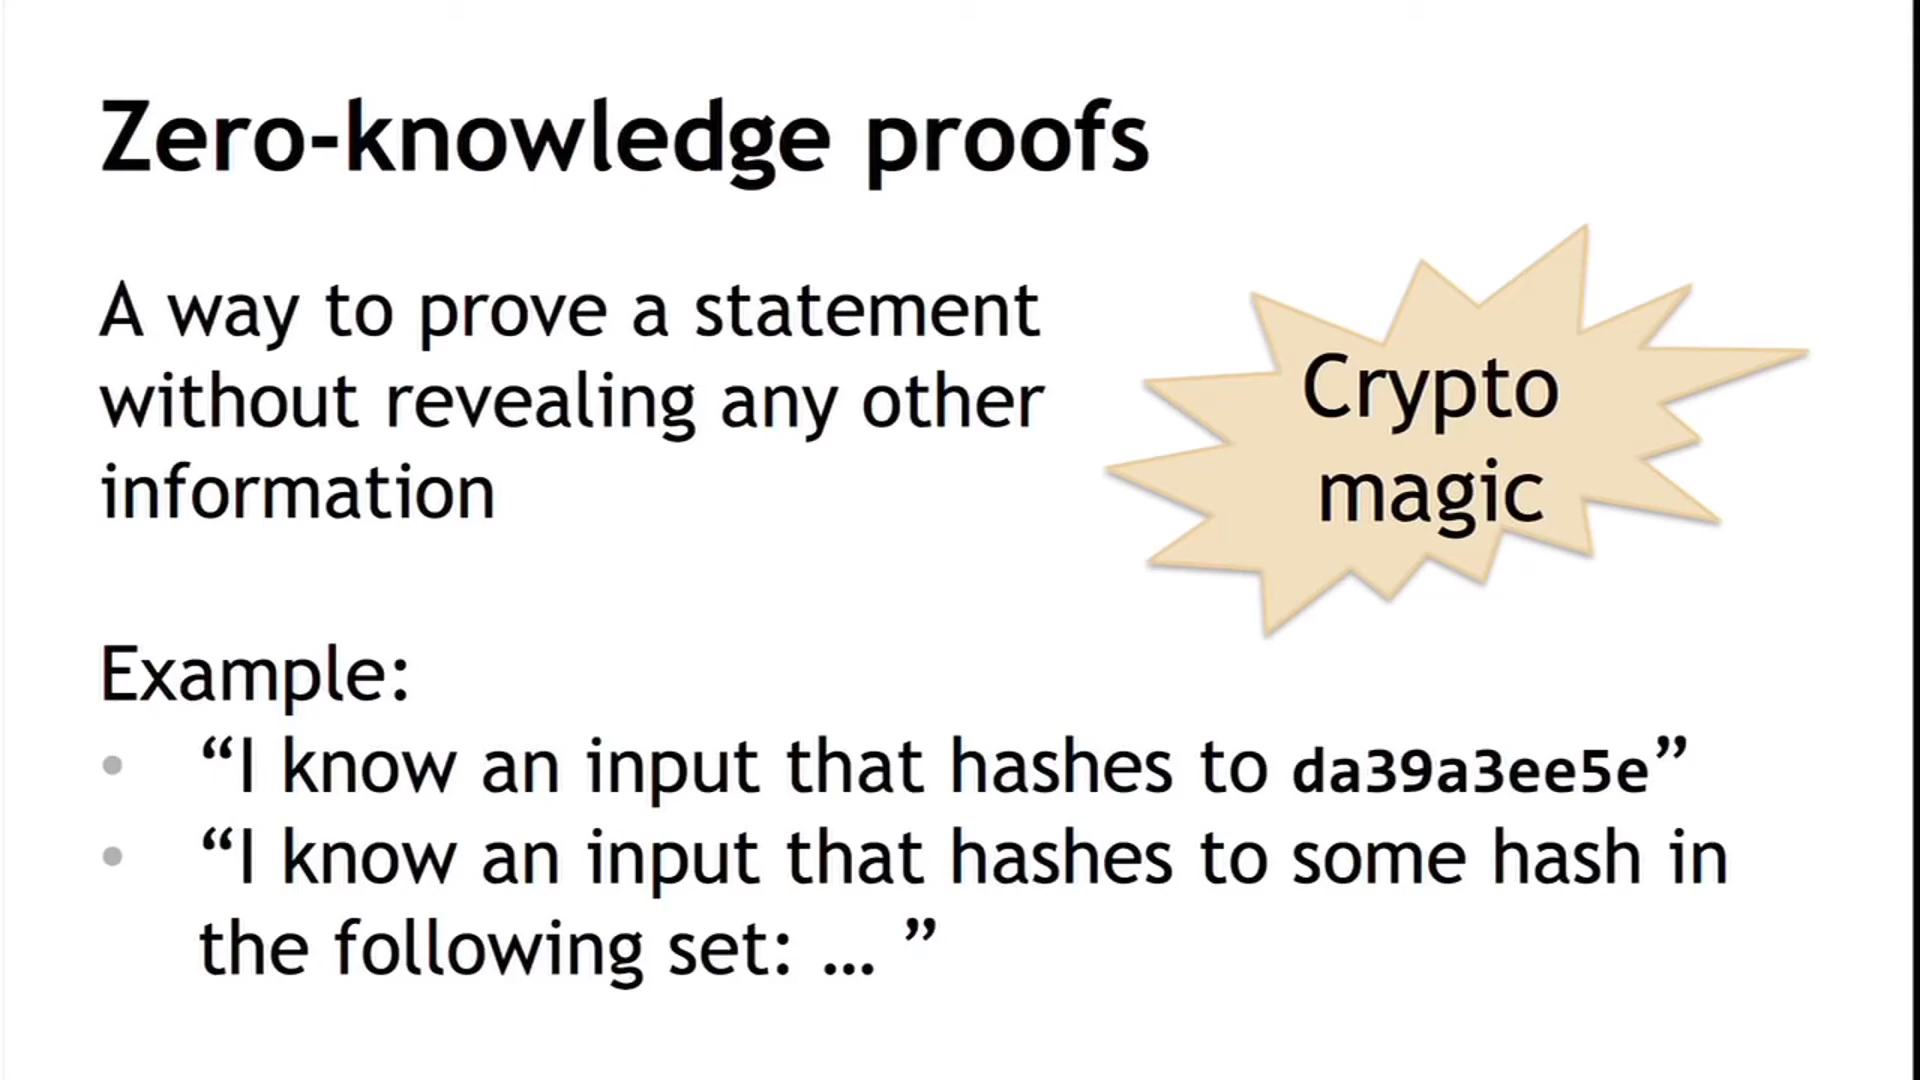 Zero-knowledge proofs
A way to prove a statement
without revealing any other
information
Crypto
magic
Example:
• “I know an input that hashes to da39a3ee5e”
• “I know an input that hashes to some hash in
the following set: … ”